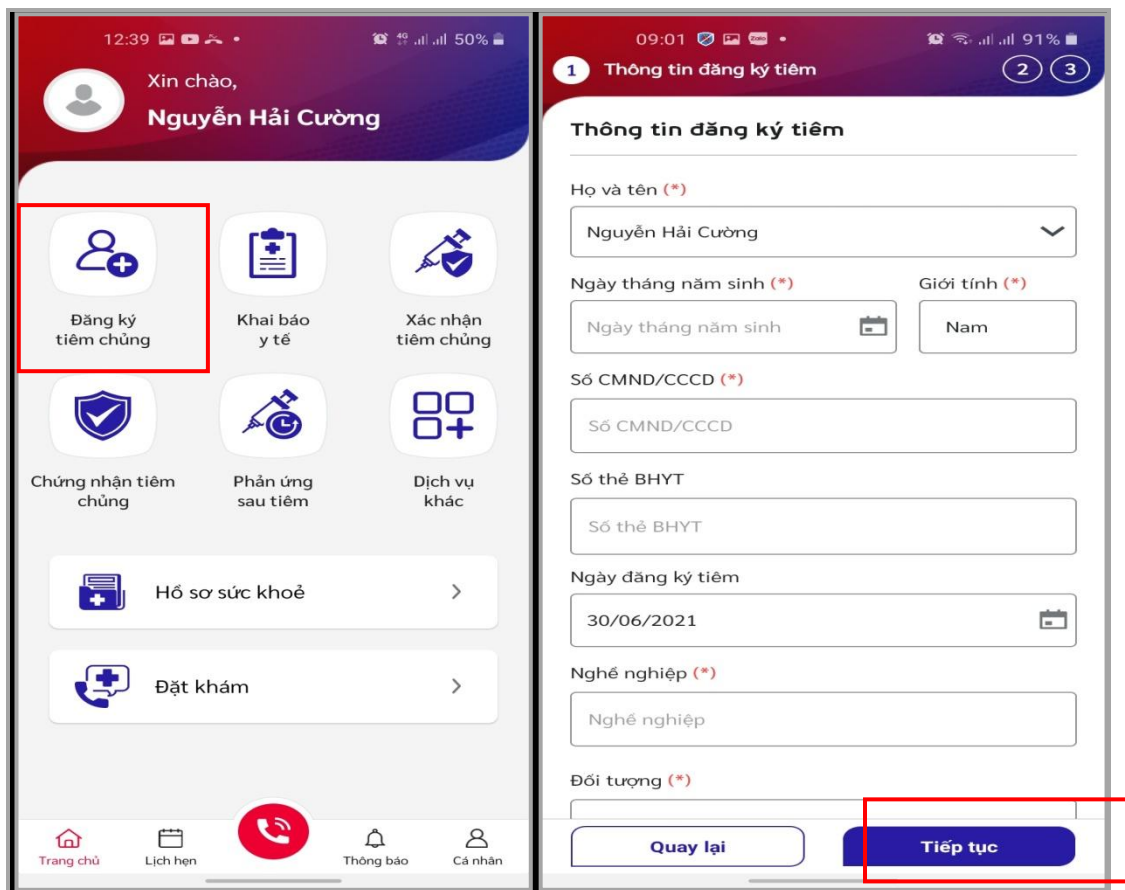 12:39
4G
50%
Xin chào,
Nguyễn Hải Cường
Đăng ký
tiêm chủng
Khai báo
y tế
Xác nhận
tiêm chủng
Chứng nhận tiêm
chủng
Phản ứng
sau tiêm
Dịch vụ
khác
Hồ sơ sức khoẻ
Đặt khám
Trang chủ
Lịch hẹn
Thông báo
Cá nhân
09:01
Zalo
91%
1 Thông tin đăng ký tiêm 2 3
Thông tin đăng ký tiêm
Họ và tên (*)
Nguyễn Hải Cường
Ngày tháng năm sinh (*) Giới tính (*)
Ngày tháng năm sinh Nam
Số CMND/CCCD (*)
Số CMND/CCCD
Số thẻ BHYT
Số thẻ BHYT
Ngày đăng ký tiêm
30/06/2021
Nghề nghiệp (*)
Nghề nghiệp
Đối tượng (*)
Quay lại Tiếp tục